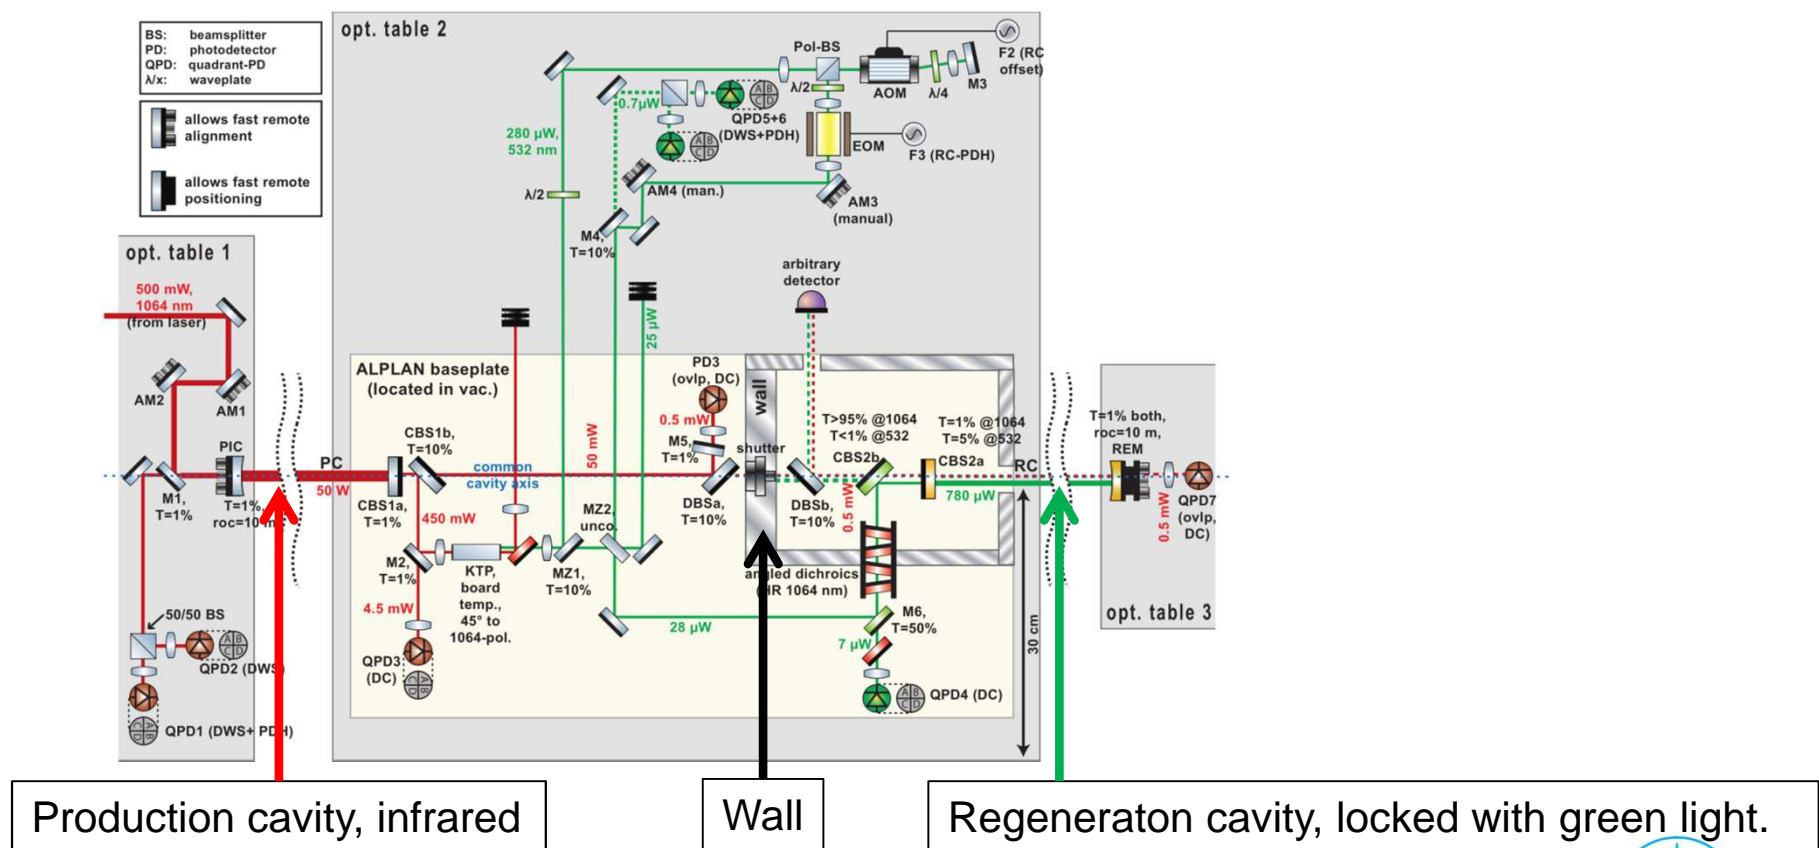 BS: beamsplitter
PD: photodetector
QPD: quadrant-PD
λ/x: waveplate
allows fast remote
alignment
allows fast remote
positioning
opt. table 1
500 mW,
1064 nm
(from laser)
AM2
AM1
PIC
M1,
T=1%
T=1%,
roc=10 m
PC
50 W
50/50 BS
QPD2 (DWS)
QPD1 (DWS+ PDH)
opt. table 2
Pol-BS
F2 (RC
offset)
AOM
λ/4
M3
λ/2
0.7µW
QPD5+6
(DWS+PDH)
EOM
F3 (RC-PDH)
280 µW,
532 nm
λ/2
AM4 (man.)
AM3
(manual)
M4,
T=10%
arbitrary
detector
25 µW
ALPLAN baseplate
(located in vac.)
PD3
(ovlp, DC)
wall
0.5 mW
M5,
T=1%
shutter
T>95% @1064
T<1% @532
CBS2b
T=1% @1064
T=5% @532
CBS2a
CBS1b,
T=10%
common
cavity axis
50 mW
CBS1a,
T=1%
450 mW
MZ2,
unco.
DBSa,
T=10%
DBSb,
T=10%
0.5 mW
780 µW
RC
T=1% both,
roc=10 m,
REM
0.5 mW
QPD7
(ovlp,
DC)
M2,
T=1%
KTP,
board
temp.,
45° to
1064-pol.
MZ1,
T=10%
angled dichroics
(HR 1064 nm)
4.5 mW
QPD3
(DC)
28 µW
M6,
T=50%
7 µW
QPD4 (DC)
30 cm
opt. table 3
A B
C D
A B
C D
A B
C D
A B
C D
A B
C D
A B
C D
Production cavity, infrared
Wall
Regeneraton cavity, locked with green light.